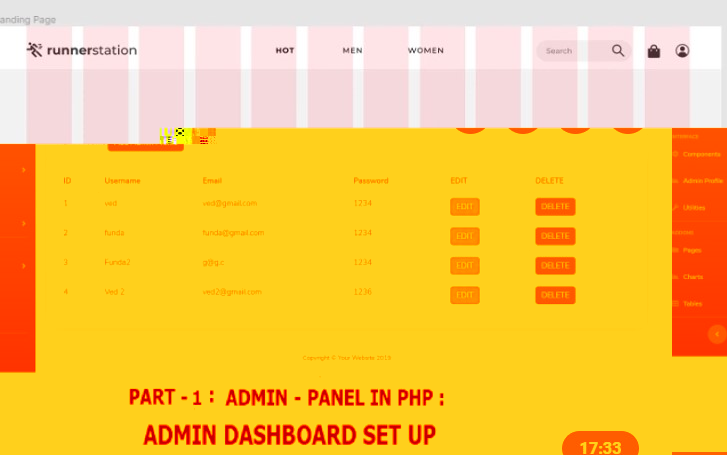 anding Page
runnerstation HOT MEN WOMEN Search
ID Username Email Password EDIT DELETE
1 ved ved@gmail.com 1234 EDIT DELETE
2 funda funda@gmail.com 1234 EDIT DELETE
3 Funda2 g@g.c 1234 EDIT DELETE
4 Ved 2 ved2@gmail.com 1236 EDIT DELETE
Components
Admin Profile
Utilities
Pages
Charts
Tables
Copyright © Your Website 2019
PART - 1 : ADMIN - PANEL IN PHP :
ADMIN DASHBOARD SET UP
17:33